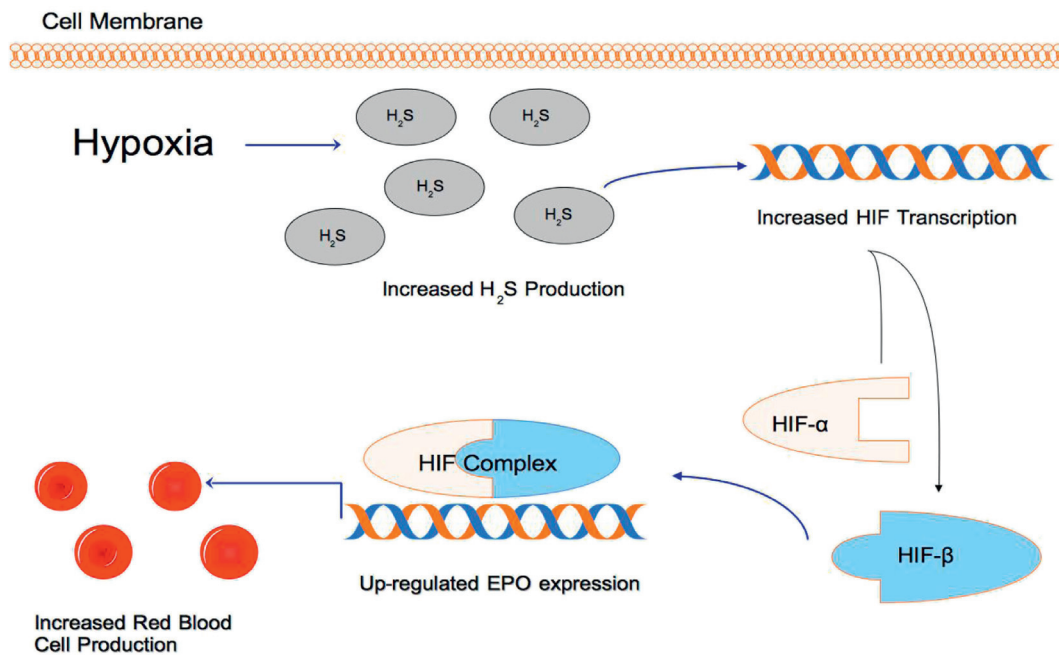 Cell Membrane
Hypoxia
H₂S
H₂S
H₂S
H₂S
H₂S
Increased H₂S Production
Increased HIF Transcription
HIF-α
HIF-β
HIF Complex
Up-regulated EPO expression
Increased Red Blood
Cell Production